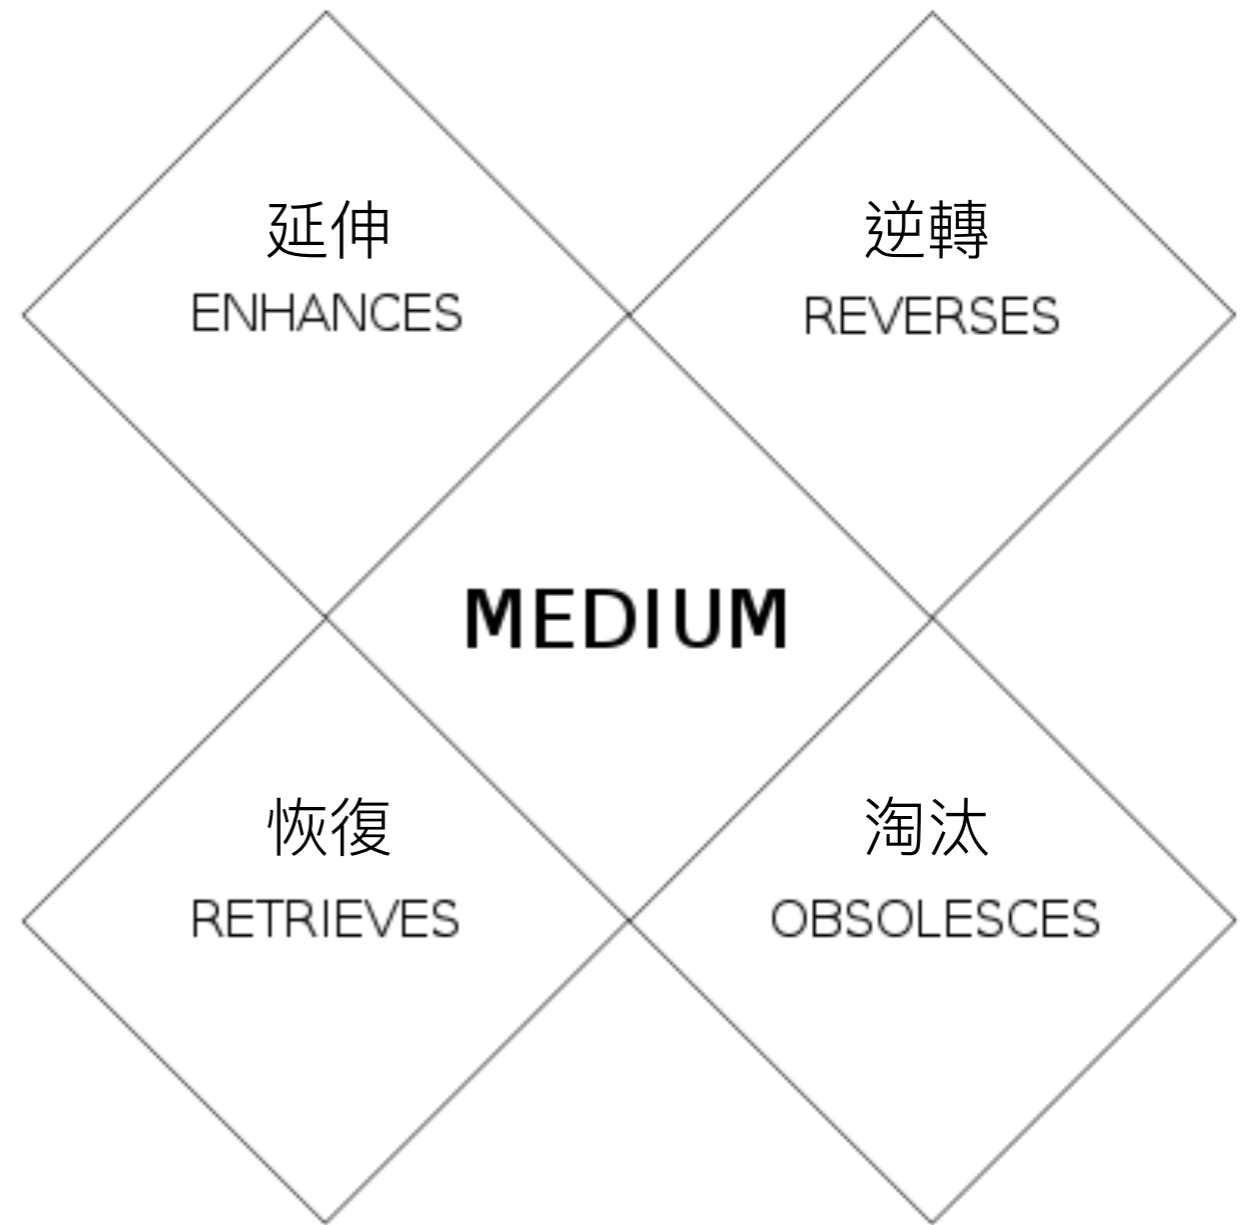 延伸
ENHANCES
逆轉
REVERSES
MEDIUM
恢復
RETRIEVES
淘汰
OBSOLESCES